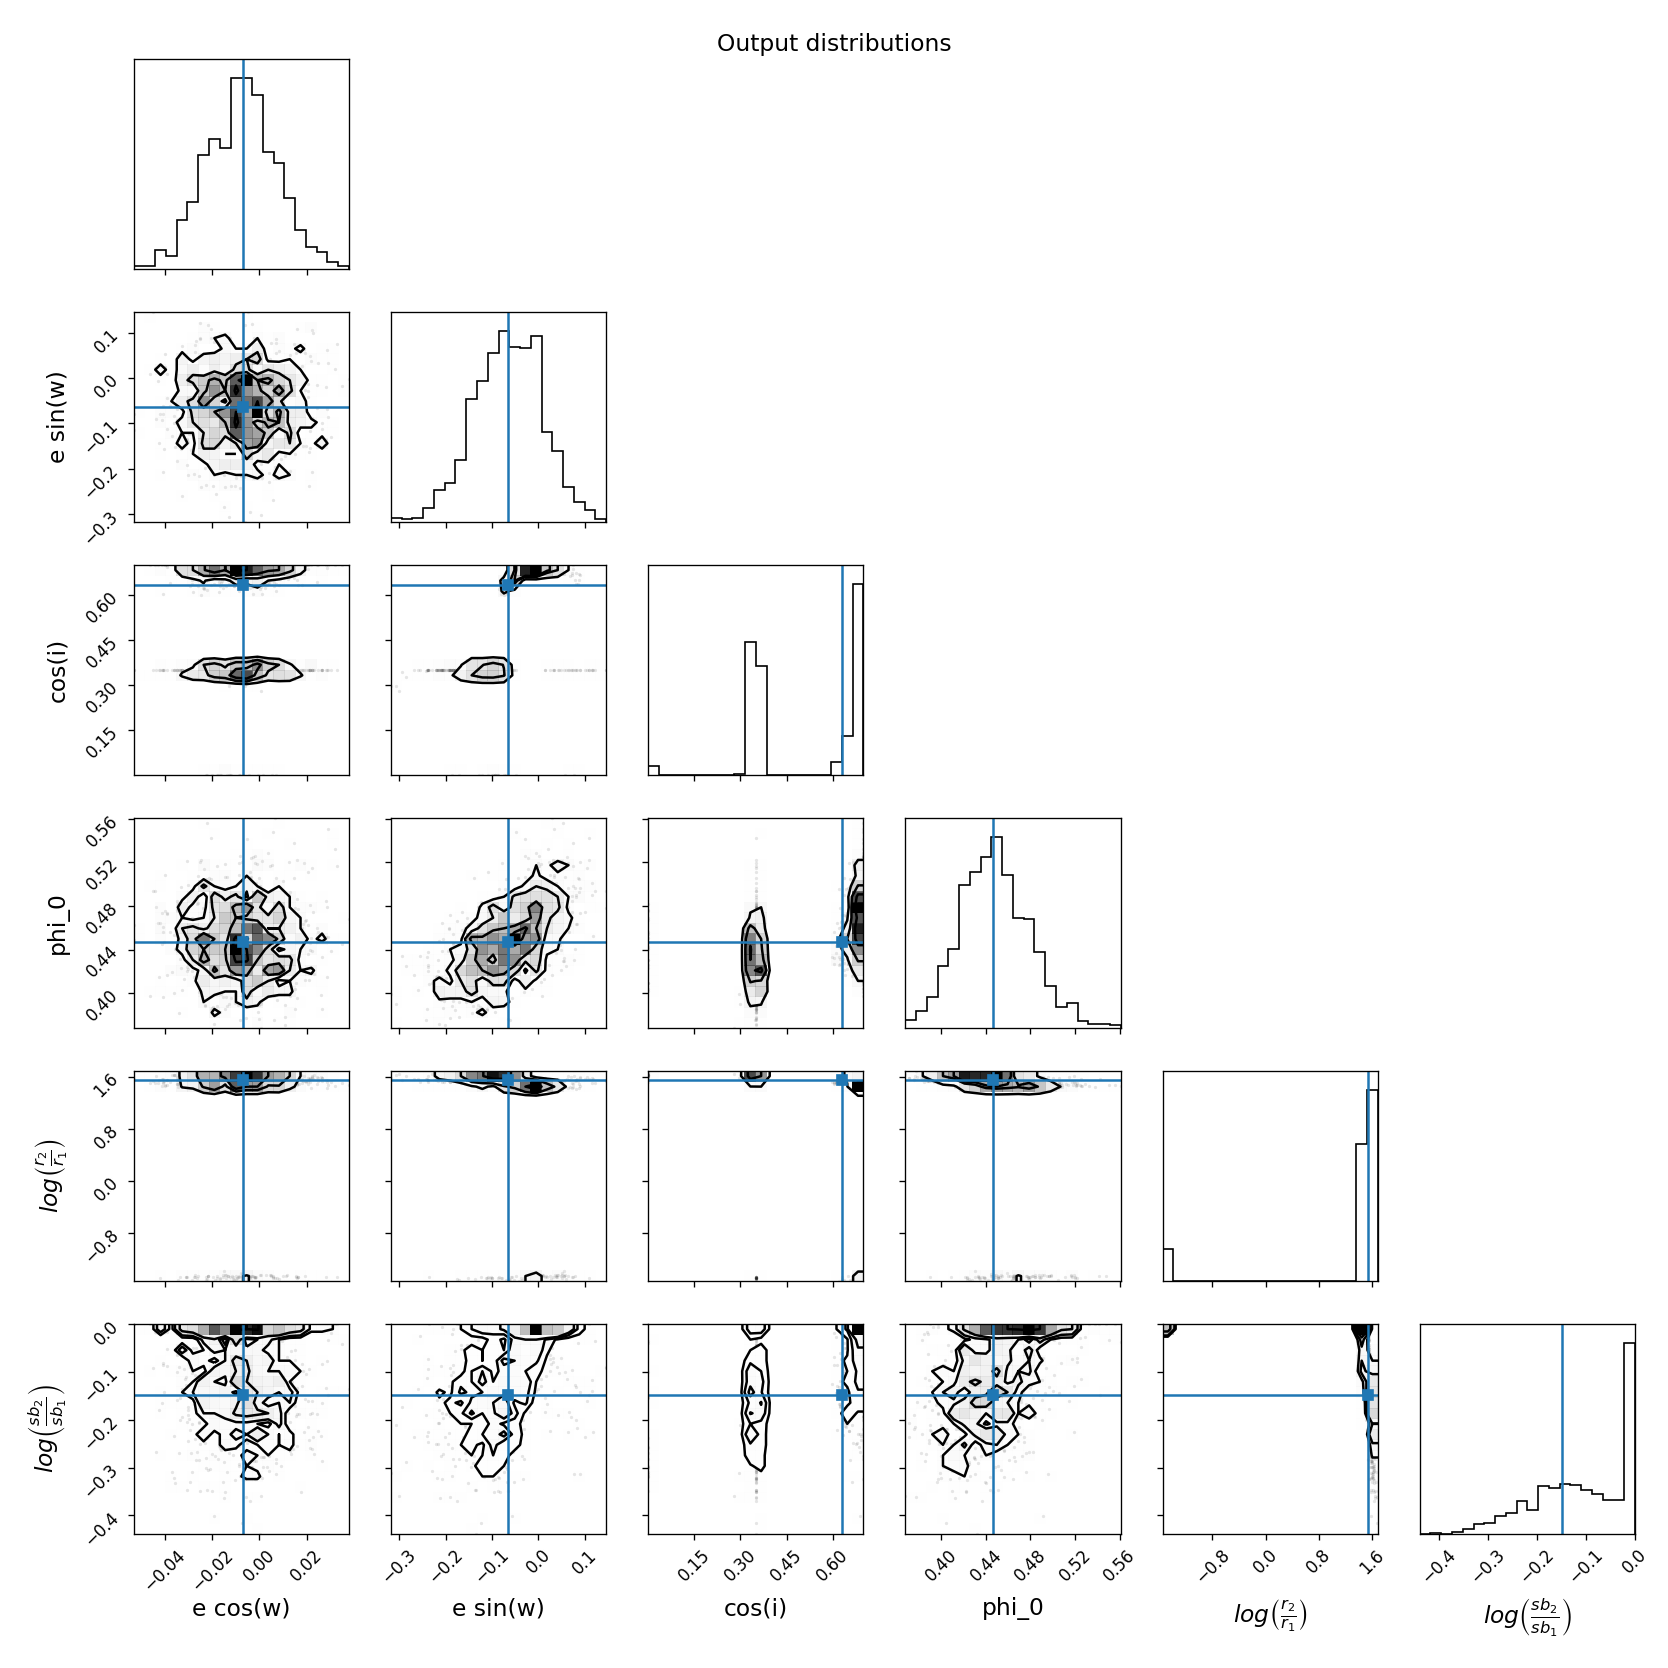 Output distributions
e sin(w)
0.1
0.0
−0.1
−0.2
−0.3
cos(i)
0.60
0.45
0.30
0.15
phi_0
0.56
0.52
0.48
0.44
0.40
log(r2/r1)
1.6
0.8
0.0
−0.8
log(sb2/sb1)
0.0
−0.1
−0.2
−0.3
−0.4
−0.04 −0.02 0.00 0.02
−0.3 −0.2 −0.1 0.0 0.1
0.15 0.30 0.45 0.60
0.40 0.44 0.48 0.52 0.56
−0.8 0.0 0.8 1.6
−0.4 −0.3 −0.2 −0.1 0.0
e cos(w)
e sin(w)
cos(i)
phi_0
log(r2/r1)
log(sb2/sb1)